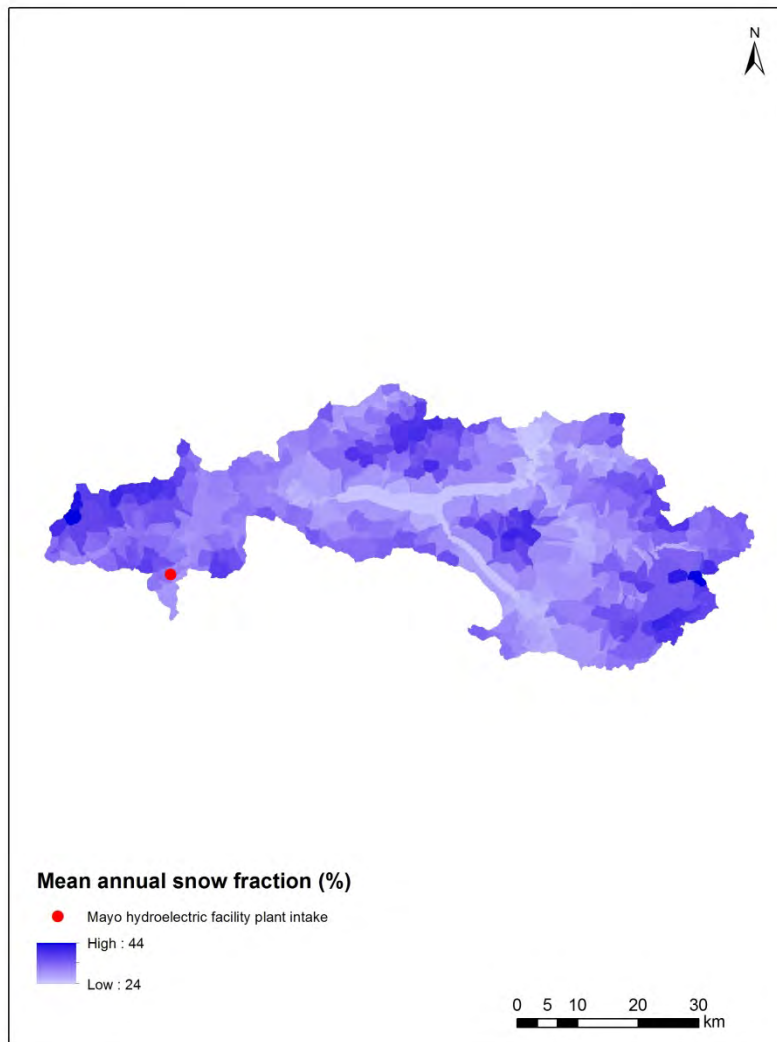 N
Mean annual snow fraction (%)
Mayo hydroelectric facility plant intake
High : 44
Low : 24
0 5 10 20 30
km